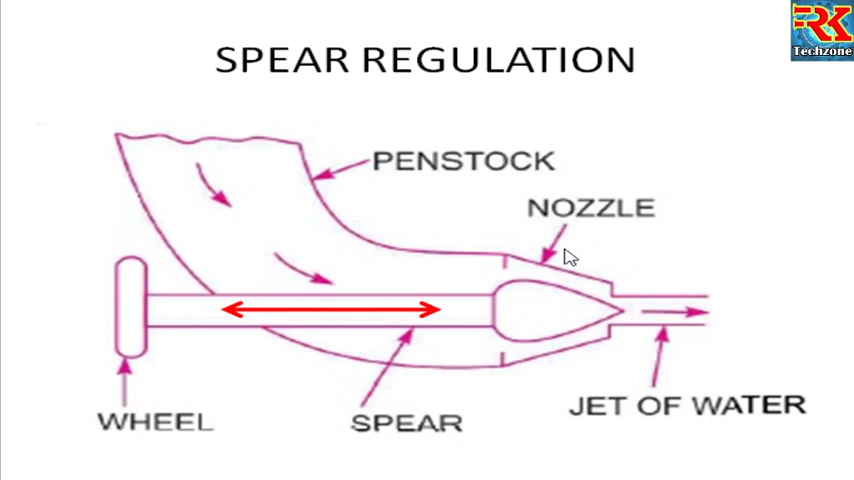 RK
Techzone
SPEAR REGULATION
PENSTOCK
NOZZLE
WHEEL
SPEAR
JET OF WATER